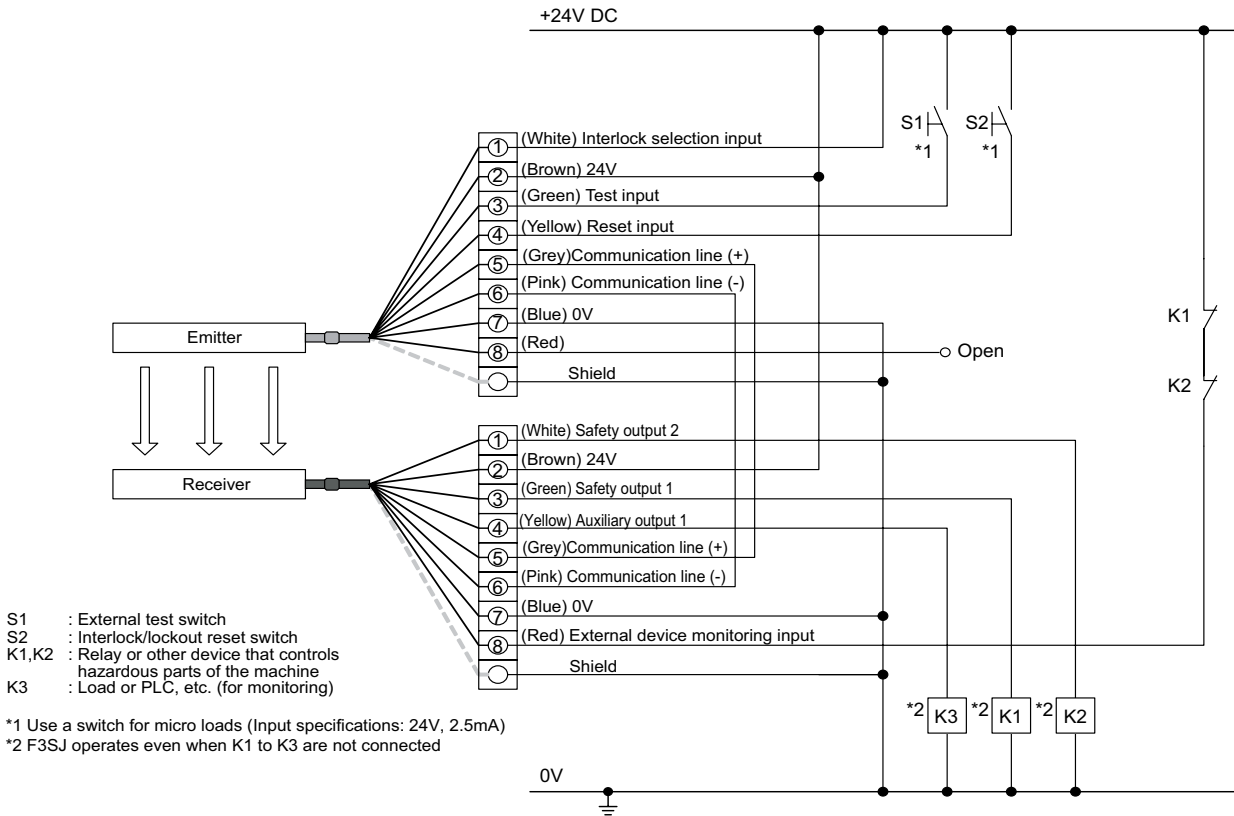 +24V DC
S1
*1
S2
*1
① (White) Interlock selection input
② (Brown) 24V
③ (Green) Test input
④ (Yellow) Reset input
⑤ (Grey)Communication line (+)
⑥ (Pink) Communication line (-)
⑦ (Blue) 0V
⑧ (Red)
Open
Shield
Emitter
K1
K2
① (White) Safety output 2
② (Brown) 24V
③ (Green) Safety output 1
④ (Yellow) Auxiliary output 1
⑤ (Grey)Communication line (+)
⑥ (Pink) Communication line (-)
⑦ (Blue) 0V
⑧ (Red) External device monitoring input
Shield
Receiver
S1 : External test switch
S2 : Interlock/lockout reset switch
K1,K2 : Relay or other device that controls
hazardous parts of the machine
K3 : Load or PLC, etc. (for monitoring)
*1 Use a switch for micro loads (Input specifications: 24V, 2.5mA)
*2 F3SJ operates even when K1 to K3 are not connected
*2 K3
*2 K1
*2 K2
0V